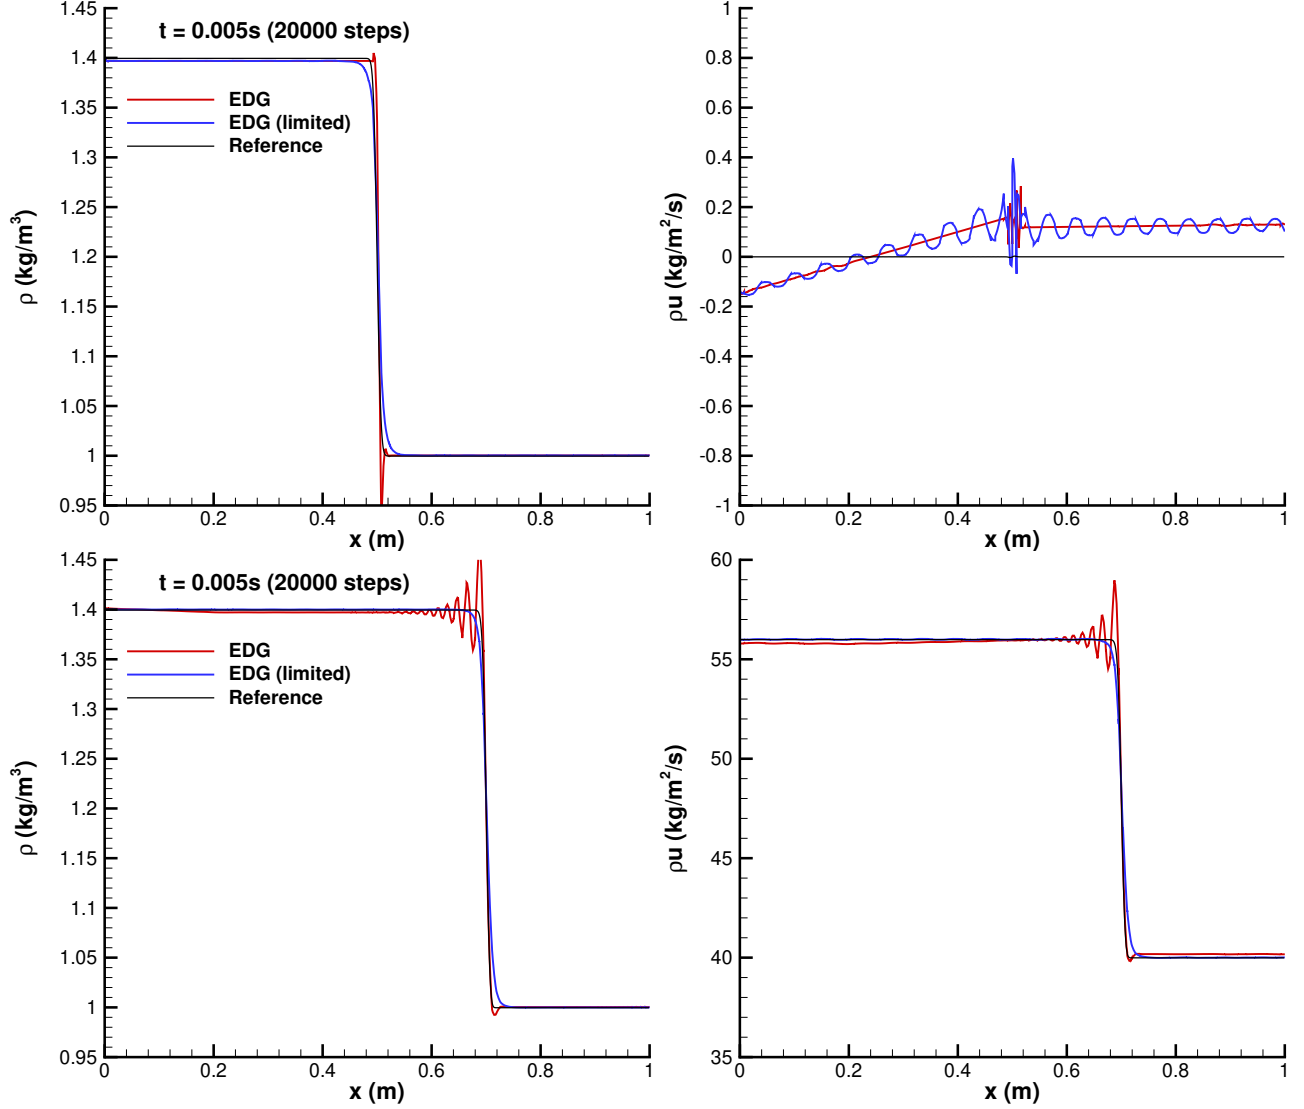 1.45
1.4
1.35
1.3
1.25
1.2
1.15
1.1
1.05
1
0.95
ρ (kg/m³)
t = 0.005s (20000 steps)
EDG
EDG (limited)
Reference
0 0.2 0.4 0.6 0.8 1
x (m)
1
0.8
0.6
0.4
0.2
0
-0.2
-0.4
-0.6
-0.8
-1
ρu (kg/m²/s)
0 0.2 0.4 0.6 0.8 1
x (m)
1.45
1.4
1.35
1.3
1.25
1.2
1.15
1.1
1.05
1
0.95
ρ (kg/m³)
t = 0.005s (20000 steps)
EDG
EDG (limited)
Reference
0 0.2 0.4 0.6 0.8 1
x (m)
60
55
50
45
40
35
ρu (kg/m²/s)
0 0.2 0.4 0.6 0.8 1
x (m)